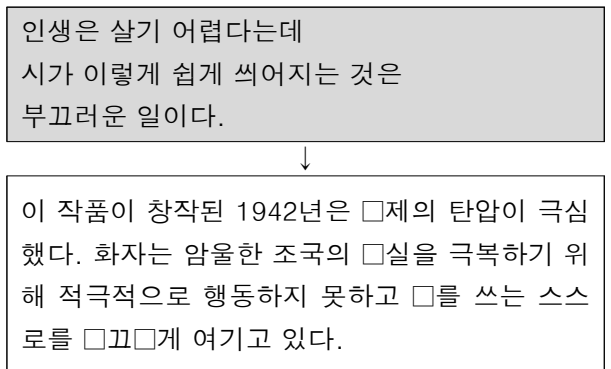 인생은 살기 어렵다는데
시가 이렇게 쉽게 씌어지는 것은
부끄러운 일이다.
↓
이 작품이 창작된 1942년은 □제의 탄압이 극심
했다. 화자는 암울한 조국의 □실을 극복하기 위
해 적극적으로 행동하지 못하고 □를 쓰는 스스
로를 □끄□게 여기고 있다.